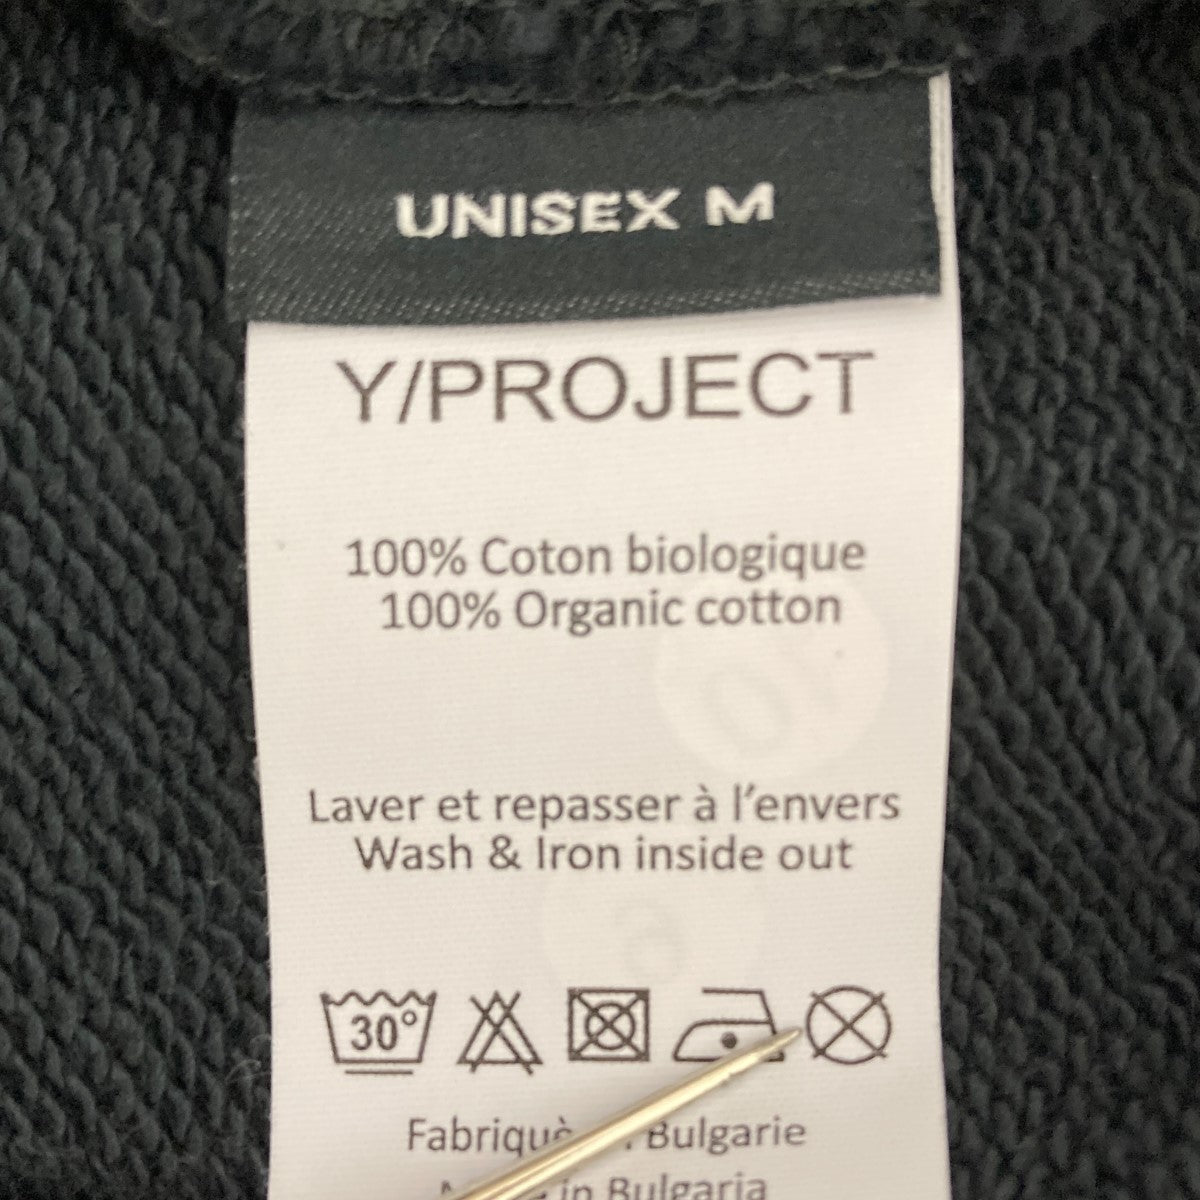 UNISEX M
Y/PROJECT
100% Coton biologique
100% Organic cotton
Laver et repasser à l'envers
Wash & Iron inside out
30°
Bulgarie
in Bulgaria